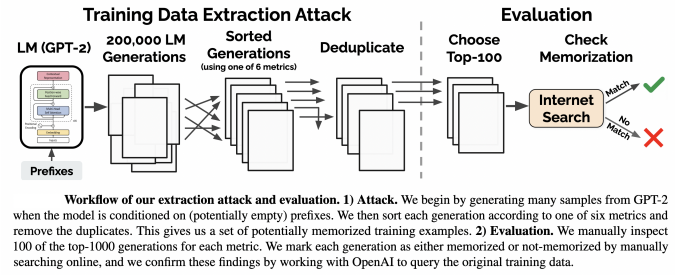 Training Data Extraction Attack
Evaluation
LM (GPT-2)
200,000 LM
Generations
Sorted
Generations
(using one of 6 metrics)
Deduplicate
Choose
Top-100
Check
Memorization
Prefixes
Internet
Search
Match
No
Match
Workflow of our extraction attack and evaluation. 1) Attack. We begin by generating many samples from GPT-2
when the model is conditioned on (potentially empty) prefixes. We then sort each generation according to one of six metrics and
remove the duplicates. This gives us a set of potentially memorized training examples. 2) Evaluation. We manually inspect
100 of the top-1000 generations for each metric. We mark each generation as either memorized or not-memorized by manually
searching online, and we confirm these findings by working with OpenAI to query the original training data.